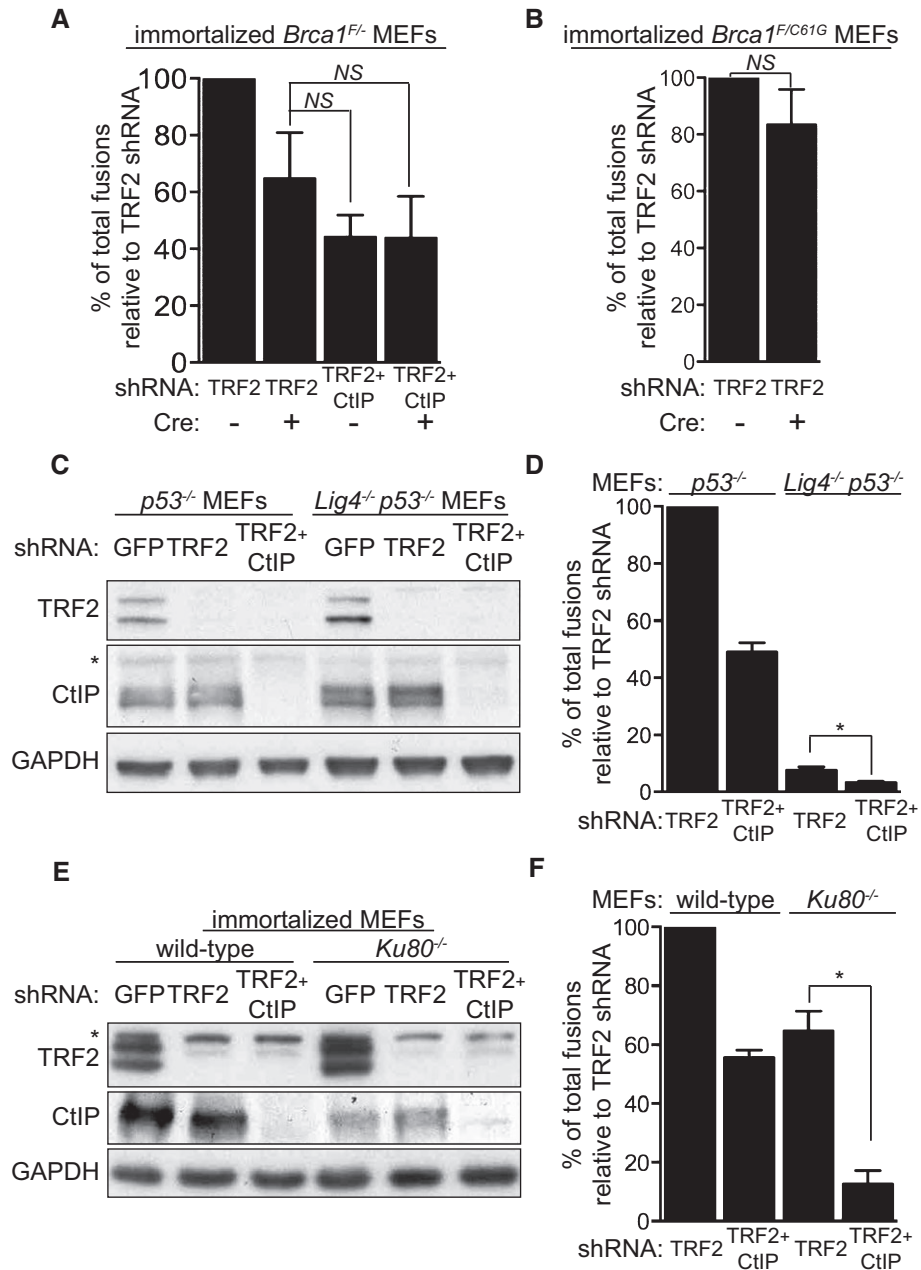 A
immortalized Brca1F/- MEFs
% of total fusions
relative to TRF2 shRNA
100
80
60
40
20
0
NS
NS
shRNA: TRF2 TRF2 TRF2+ CtIP TRF2+ CtIP
Cre: - + - +
B
immortalized Brca1F/C61G MEFs
% of total fusions
relative to TRF2 shRNA
100
80
60
40
20
0
NS
shRNA: TRF2 TRF2
Cre: - +
C
p53-/- MEFs Lig4-/- p53-/- MEFs
shRNA: GFP TRF2 TRF2+ CtIP GFP TRF2 TRF2+ CtIP
TRF2
*
CtIP
GAPDH
D
MEFs: p53-/- Lig4-/- p53-/-
% of total fusions
relative to TRF2 shRNA
100
80
60
40
20
0
*
shRNA: TRF2 TRF2+ CtIP TRF2 TRF2+ CtIP
E
immortalized MEFs
wild-type Ku80-/-
shRNA: GFP TRF2 TRF2+ CtIP GFP TRF2 TRF2+ CtIP
*
TRF2
CtIP
GAPDH
F
MEFs: wild-type Ku80-/-
% of total fusions
relative to TRF2 shRNA
100
80
60
40
20
0
*
shRNA: TRF2 TRF2+ CtIP TRF2 TRF2+ CtIP